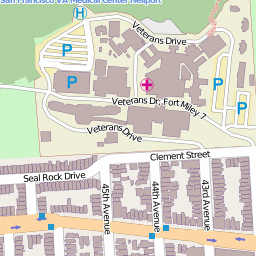 San Francisco VA Medical Center Heliport
H
Veterans Drive
P
P
P
P
P
Veterans Dr. Fort Miley 7
Veterans Drive
Clement Street
Seal Rock Drive
45th Avenue
44th Avenue
43rd Avenue